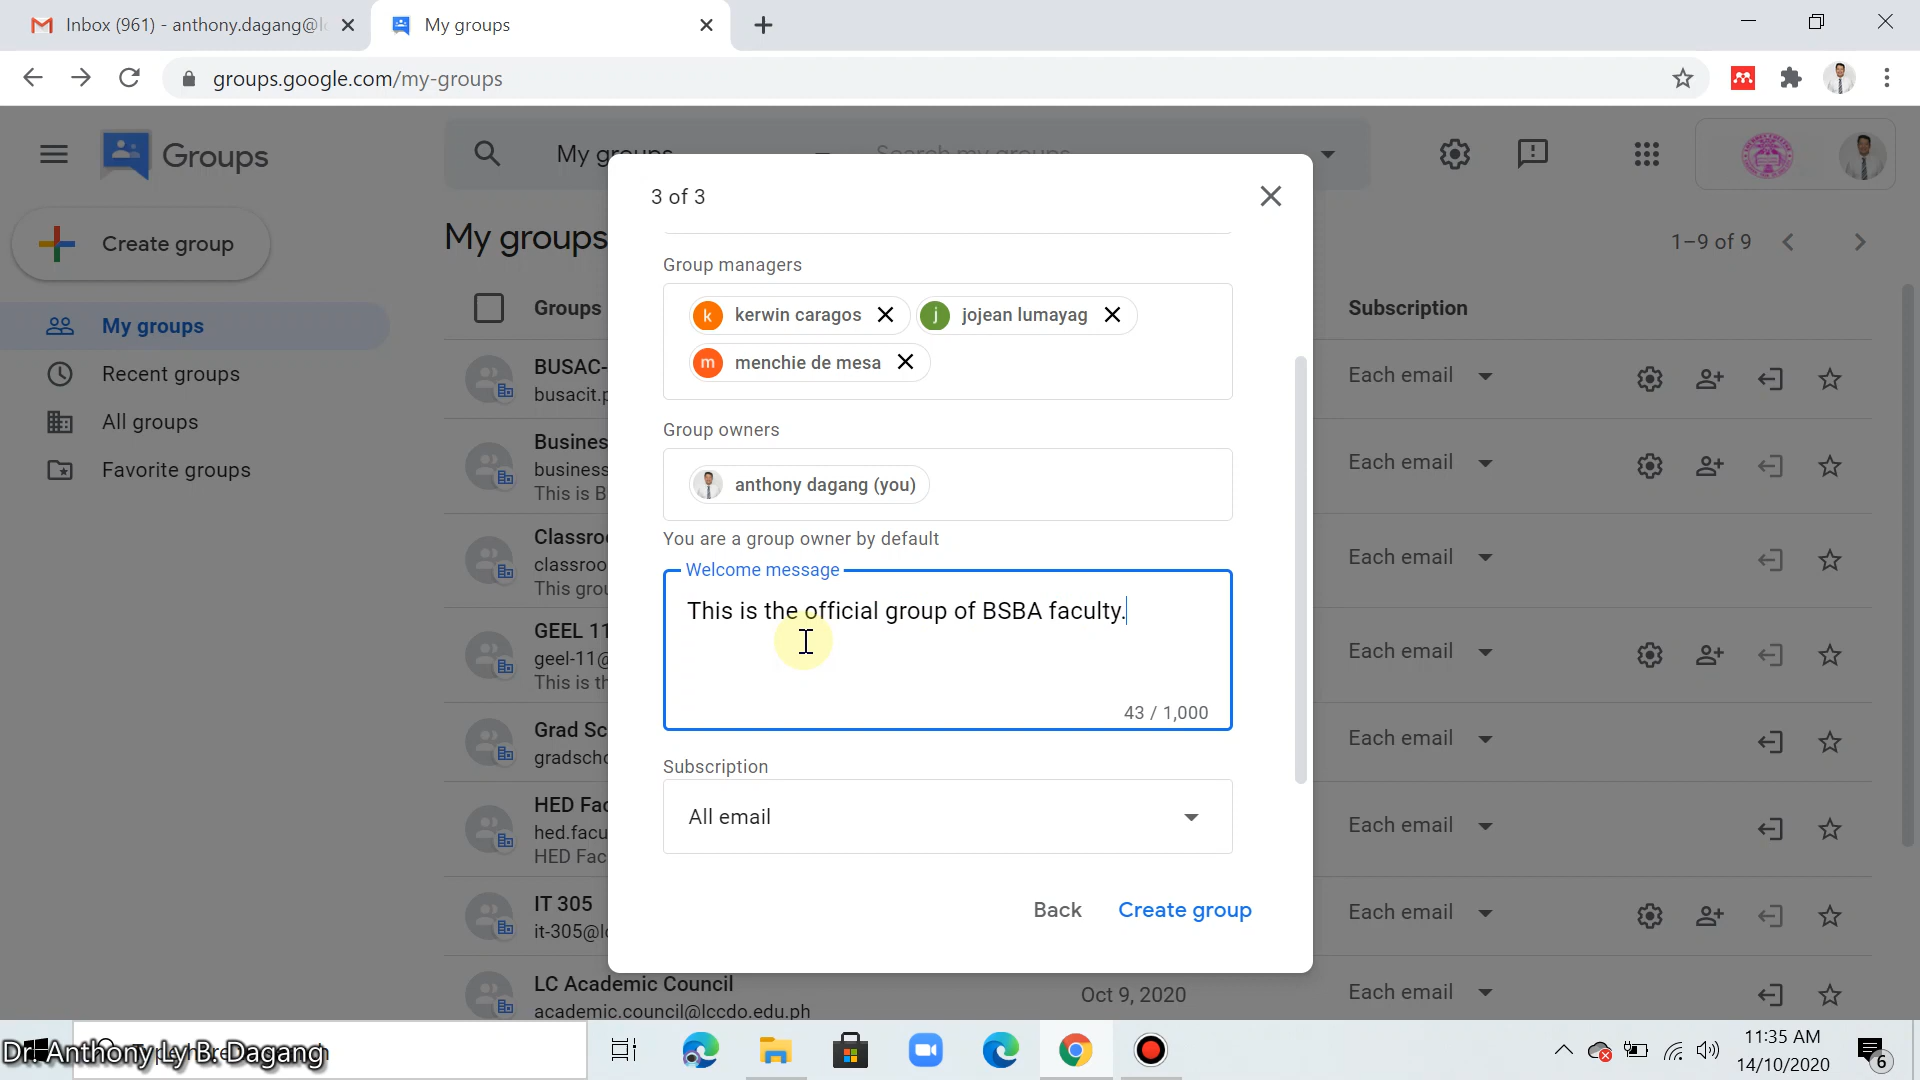 Inbox (961) - anthony.dagang@l
My groups
groups.google.com/my-groups
Groups
My groups
Search my groups
Create group
My groups
1–9 of 9
My groups
Recent groups
All groups
Favorite groups
Groups
Subscription
BUSAC-
busacit.p
Each email
Busines
business
This is B
Each email
Classro
classroo
This grou
Each email
GEEL 11
geel-11@
This is th
Each email
Grad Sc
gradscho
Each email
HED Fac
hed.facu
HED Fac
Each email
IT 305
it-305@l
Each email
LC Academic Council
academic.council@lccdo.edu.ph
Oct 9, 2020
Each email
3 of 3
Group managers
k kerwin caragos
j jojean lumayag
m menchie de mesa
Group owners
anthony dagang (you)
You are a group owner by default
Welcome message
This is the official group of BSBA faculty.
43 / 1,000
Subscription
All email
Back
Create group
Dr. Anthony Ly B. Dagang
11:35 AM
14/10/2020
6